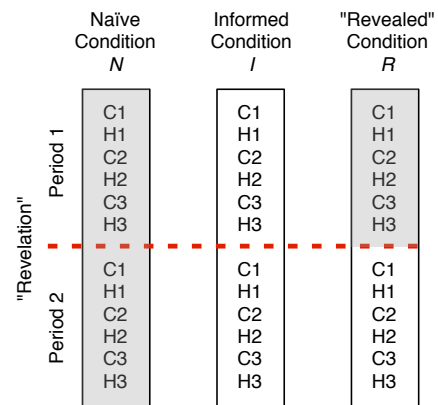 Naïve
Condition
N
Informed
Condition
I
"Revealed"
Condition
R
"Revelation"
Period 1
C1
H1
C2
H2
C3
H3
C1
H1
C2
H2
C3
H3
C1
H1
C2
H2
C3
H3
Period 2
C1
H1
C2
H2
C3
H3
C1
H1
C2
H2
C3
H3
C1
H1
C2
H2
C3
H3